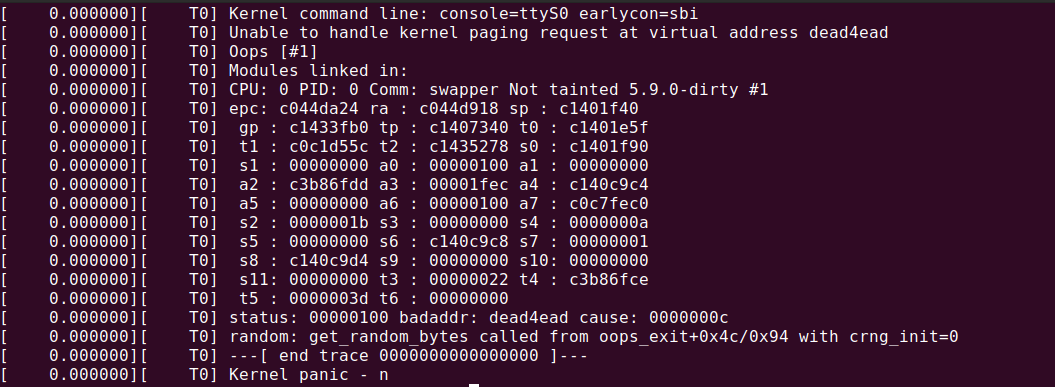 [    0.000000][    T0] Kernel command line: console=ttyS0 earlycon=sbi
[    0.000000][    T0] Unable to handle kernel paging request at virtual address dead4ead
[    0.000000][    T0] Oops [#1]
[    0.000000][    T0] Modules linked in:
[    0.000000][    T0] CPU: 0 PID: 0 Comm: swapper Not tainted 5.9.0-dirty #1
[    0.000000][    T0] epc: c044da24 ra : c044d918 sp : c1401f40
[    0.000000][    T0]  gp : c1433fb0 tp : c1407340 t0 : c1401e5f
[    0.000000][    T0]  t1 : c0c1d55c t2 : c1435278 s0 : c1401f90
[    0.000000][    T0]  s1 : 00000000 a0 : 00000100 a1 : 00000000
[    0.000000][    T0]  a2 : c3b86fdd a3 : 00001fec a4 : c140c9c4
[    0.000000][    T0]  a5 : 00000000 a6 : 00000100 a7 : c0c7fec0
[    0.000000][    T0]  s2 : 0000001b s3 : 00000000 s4 : 0000000a
[    0.000000][    T0]  s5 : 00000000 s6 : c140c9c8 s7 : 00000001
[    0.000000][    T0]  s8 : c140c9d4 s9 : 00000000 s10: 00000000
[    0.000000][    T0]  s11: 00000000 t3 : 00000022 t4 : c3b86fce
[    0.000000][    T0]  t5 : 0000003d t6 : 00000000
[    0.000000][    T0] status: 00000100 badaddr: dead4ead cause: 0000000c
[    0.000000][    T0] random: get_random_bytes called from oops_exit+0x4c/0x94 with crng_init=0
[    0.000000][    T0] ---[ end trace 0000000000000000 ]---
[    0.000000][    T0] Kernel panic - n